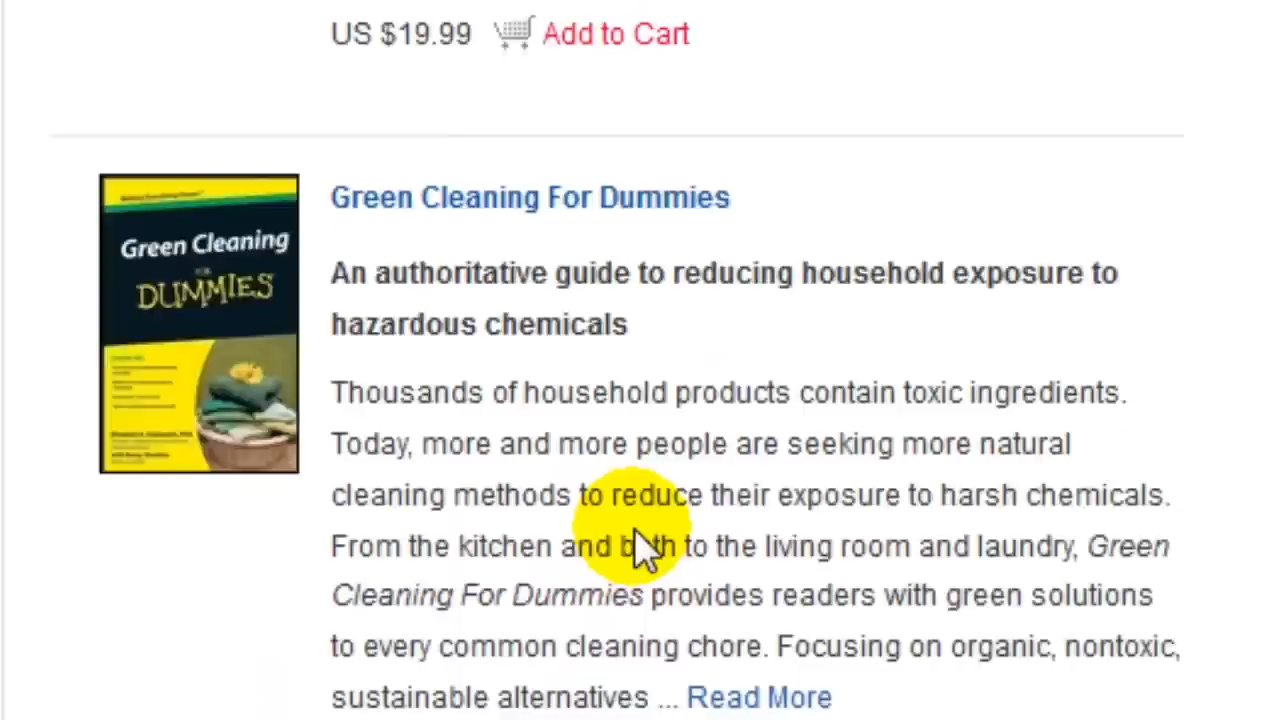 US $19.99 Add to Cart
Green Cleaning For Dummies
Green Cleaning
FOR
DUMMIES
An authoritative guide to reducing household exposure to
hazardous chemicals
Thousands of household products contain toxic ingredients.
Today, more and more people are seeking more natural
cleaning methods to reduce their exposure to harsh chemicals.
From the kitchen and bath to the living room and laundry, Green
Cleaning For Dummies provides readers with green solutions
to every common cleaning chore. Focusing on organic, nontoxic,
sustainable alternatives ... Read More